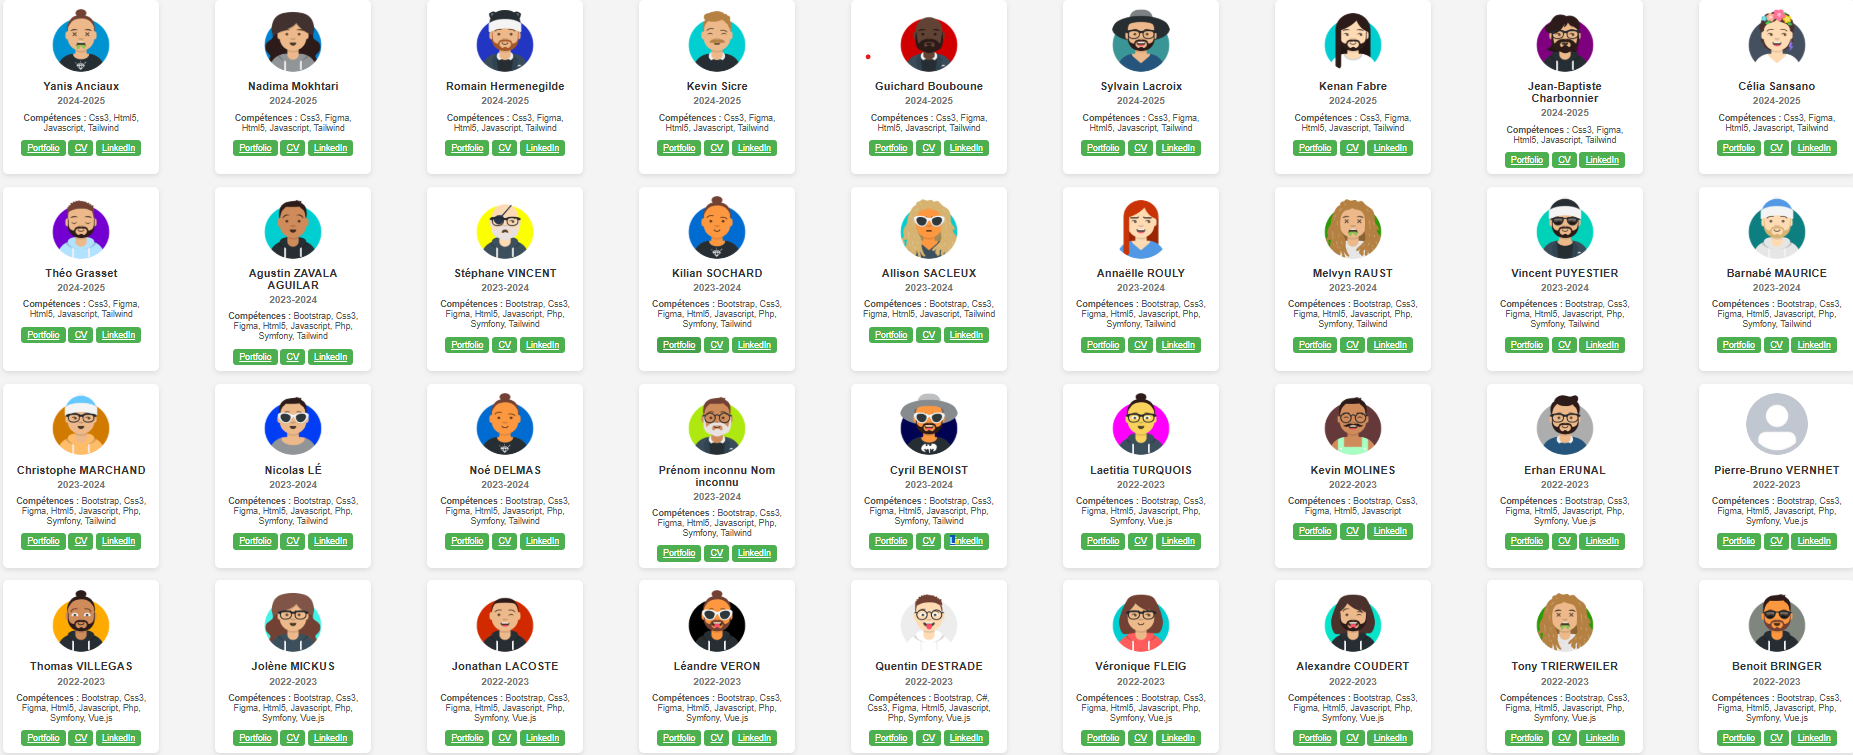 Yanis Anciaux
2024-2025
Compétences : Css3, Html5,
Javascript, Tailwind
Portfolio CV LinkedIn
Nadima Mokhtari
2024-2025
Compétences : Css3, Figma,
Html5, Javascript, Tailwind
Portfolio CV LinkedIn
Romain Hermenegilde
2024-2025
Compétences : Css3, Figma,
Html5, Javascript, Tailwind
Portfolio CV LinkedIn
Kevin Sicre
2024-2025
Compétences : Css3, Figma,
Html5, Javascript, Tailwind
Portfolio CV LinkedIn
Guichard Bouboune
2024-2025
Compétences : Css3, Figma,
Html5, Javascript, Tailwind
Portfolio CV LinkedIn
Sylvain Lacroix
2024-2025
Compétences : Css3, Figma,
Html5, Javascript, Tailwind
Portfolio CV LinkedIn
Kenan Fabre
2024-2025
Compétences : Css3, Figma,
Html5, Javascript, Tailwind
Portfolio CV LinkedIn
Jean-Baptiste
Charbonnier
2024-2025
Compétences : Css3, Figma,
Html5, Javascript, Tailwind
Portfolio CV LinkedIn
Célia Sansano
2024-2025
Compétences : Css3, Figma,
Html5, Javascript, Tailwind
Portfolio CV LinkedIn
Théo Grasset
2024-2025
Compétences : Css3, Figma,
Html5, Javascript, Tailwind
Portfolio CV LinkedIn
Agustin ZAVALA
AGUILAR
2023-2024
Compétences : Bootstrap, Css3,
Figma, Html5, Javascript, Php,
Symfony, Tailwind
Portfolio CV LinkedIn
Stéphane VINCENT
2023-2024
Compétences : Bootstrap, Css3,
Figma, Html5, Javascript, Php,
Symfony, Tailwind
Portfolio CV LinkedIn
Kilian SOCHARD
2023-2024
Compétences : Bootstrap, Css3,
Figma, Html5, Javascript, Php,
Symfony, Tailwind
Portfolio CV LinkedIn
Allison SACLEUX
2023-2024
Compétences : Bootstrap, Css3,
Figma, Html5, Javascript, Tailwind
Portfolio CV LinkedIn
Annaëlle ROULY
2023-2024
Compétences : Bootstrap, Css3,
Figma, Html5, Javascript, Php,
Symfony, Tailwind
Portfolio CV LinkedIn
Melvyn RAUST
2023-2024
Compétences : Bootstrap, Css3,
Figma, Html5, Javascript, Php,
Symfony, Tailwind
Portfolio CV LinkedIn
Vincent PUYESTIER
2023-2024
Compétences : Bootstrap, Css3,
Figma, Html5, Javascript, Php,
Symfony, Tailwind
Portfolio CV LinkedIn
Barnabé MAURICE
2023-2024
Compétences : Bootstrap, Css3,
Figma, Html5, Javascript, Php,
Symfony, Tailwind
Portfolio CV LinkedIn
Christophe MARCHAND
2023-2024
Compétences : Bootstrap, Css3,
Figma, Html5, Javascript, Php,
Symfony, Tailwind
Portfolio CV LinkedIn
Nicolas LÉ
2023-2024
Compétences : Bootstrap, Css3,
Figma, Html5, Javascript, Php,
Symfony, Tailwind
Portfolio CV LinkedIn
Noé DELMAS
2023-2024
Compétences : Bootstrap, Css3,
Figma, Html5, Javascript, Php,
Symfony, Tailwind
Portfolio CV LinkedIn
Prénom inconnu Nom
inconnu
2023-2024
Compétences : Bootstrap, Css3,
Figma, Html5, Javascript, Php,
Symfony, Tailwind
Portfolio CV LinkedIn
Cyril BENOIST
2023-2024
Compétences : Bootstrap, Css3,
Figma, Html5, Javascript, Php,
Symfony, Tailwind
Portfolio CV LinkedIn
Laetitia TURQUOIS
2022-2023
Compétences : Bootstrap, Css3,
Figma, Html5, Javascript, Php,
Symfony, Vue.js
Portfolio CV LinkedIn
Kevin MOLINES
2022-2023
Compétences : Bootstrap, Css3,
Figma, Html5, Javascript
Portfolio CV LinkedIn
Erhan ERUNAL
2022-2023
Compétences : Bootstrap, Css3,
Figma, Html5, Javascript, Php,
Symfony, Vue.js
Portfolio CV LinkedIn
Pierre-Bruno VERNHET
2022-2023
Compétences : Bootstrap, Css3,
Figma, Html5, Javascript, Php,
Symfony, Vue.js
Portfolio CV LinkedIn
Thomas VILLEGAS
2022-2023
Compétences : Bootstrap, Css3,
Figma, Html5, Javascript, Php,
Symfony, Vue.js
Portfolio CV LinkedIn
Jolène MICKUS
2022-2023
Compétences : Bootstrap, Css3,
Figma, Html5, Javascript, Php,
Symfony, Vue.js
Portfolio CV LinkedIn
Jonathan LACOSTE
2022-2023
Compétences : Bootstrap, Css3,
Figma, Html5, Javascript, Php,
Symfony, Vue.js
Portfolio CV LinkedIn
Léandre VERON
2022-2023
Compétences : Bootstrap, Css3,
Figma, Html5, Javascript, Php,
Symfony, Vue.js
Portfolio CV LinkedIn
Quentin DESTRADE
2022-2023
Compétences : Bootstrap, C#,
Css3, Figma, Html5, Javascript,
Php, Symfony, Vue.js
Portfolio CV LinkedIn
Véronique FLEIG
2022-2023
Compétences : Bootstrap, Css3,
Figma, Html5, Javascript, Php,
Symfony, Vue.js
Portfolio CV LinkedIn
Alexandre COUDERT
2022-2023
Compétences : Bootstrap, Css3,
Figma, Html5, Javascript, Php,
Symfony, Vue.js
Portfolio CV LinkedIn
Tony TRIERWEILER
2022-2023
Compétences : Bootstrap, Css3,
Figma, Html5, Javascript, Php,
Symfony, Vue.js
Portfolio CV LinkedIn
Benoit BRINGER
2022-2023
Compétences : Bootstrap, Css3,
Figma, Html5, Javascript, Php,
Symfony, Vue.js
Portfolio CV LinkedIn